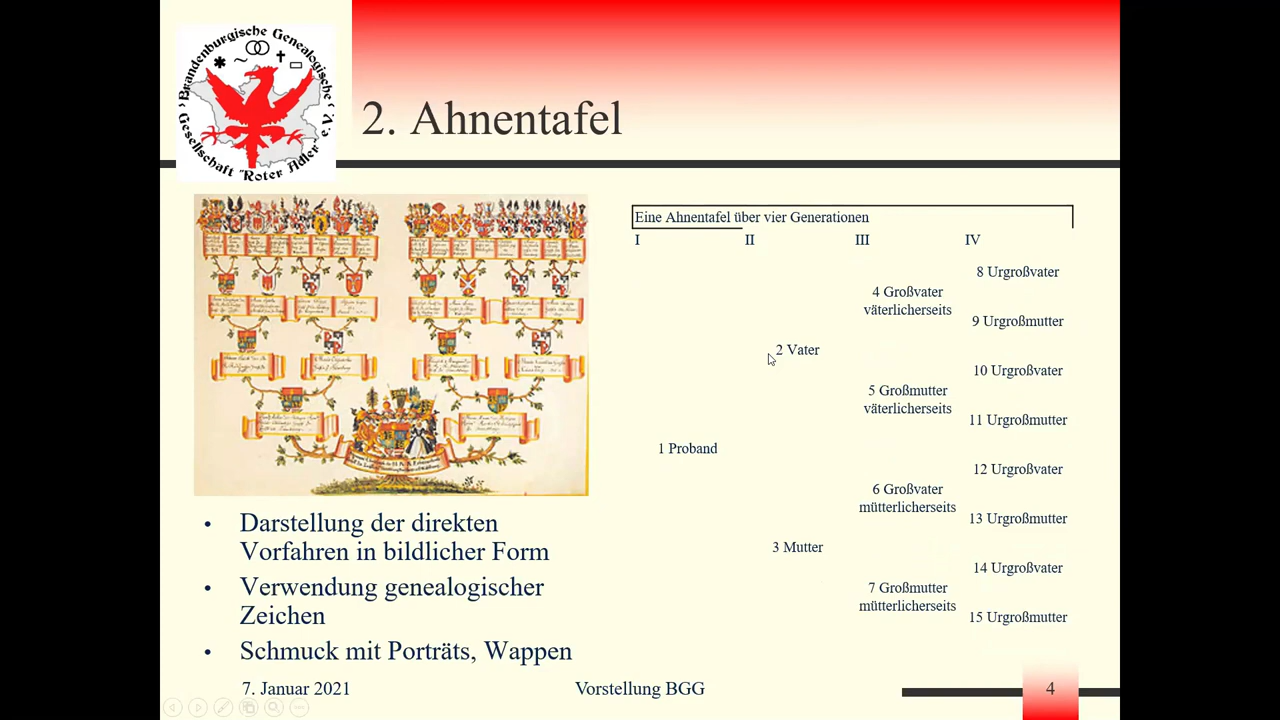 Brandenburgische Genealogische
Gesellschaft "Roter Adler" e.V.
2. Ahnentafel
Eine Ahnentafel über vier Generationen
I II III IV
8 Urgroßvater
4 Großvater
väterlicherseits
9 Urgroßmutter
2 Vater
10 Urgroßvater
5 Großmutter
väterlicherseits
11 Urgroßmutter
1 Proband
12 Urgroßvater
6 Großvater
mütterlicherseits
13 Urgroßmutter
3 Mutter
14 Urgroßvater
7 Großmutter
mütterlicherseits
15 Urgroßmutter
• Darstellung der direkten
Vorfahren in bildlicher Form
• Verwendung genealogischer
Zeichen
• Schmuck mit Porträts, Wappen
7. Januar 2021
Vorstellung BGG
4